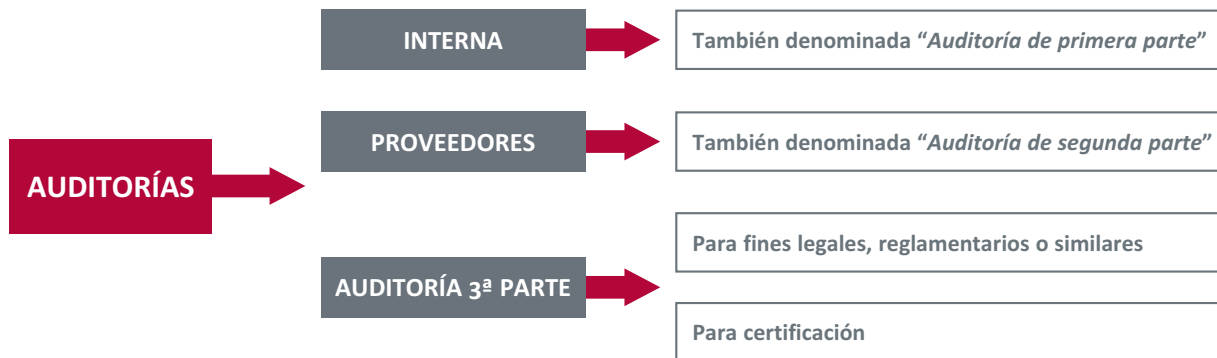 AUDITORÍAS
INTERNA
También denominada “Auditoría de primera parte”
PROVEEDORES
También denominada “Auditoría de segunda parte”
AUDITORÍA 3ª PARTE
Para fines legales, reglamentarios o similares
Para certificación